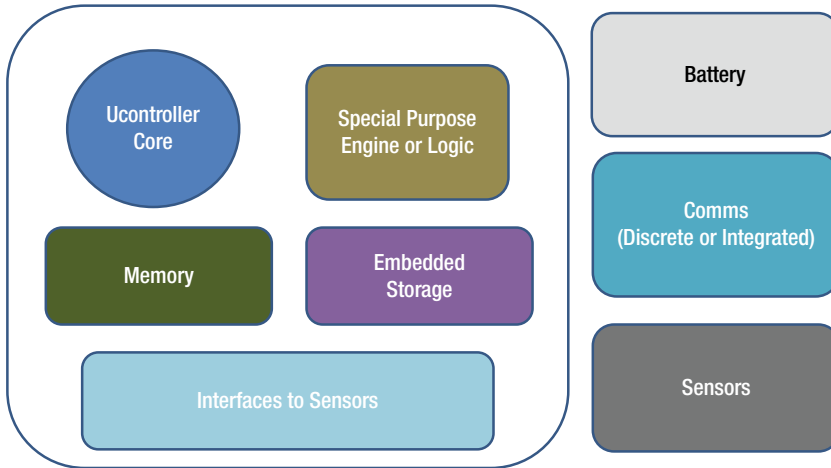 Ucontroller
Core
Special Purpose
Engine or Logic
Memory
Embedded
Storage
Interfaces to Sensors
Battery
Comms
(Discrete or Integrated)
Sensors